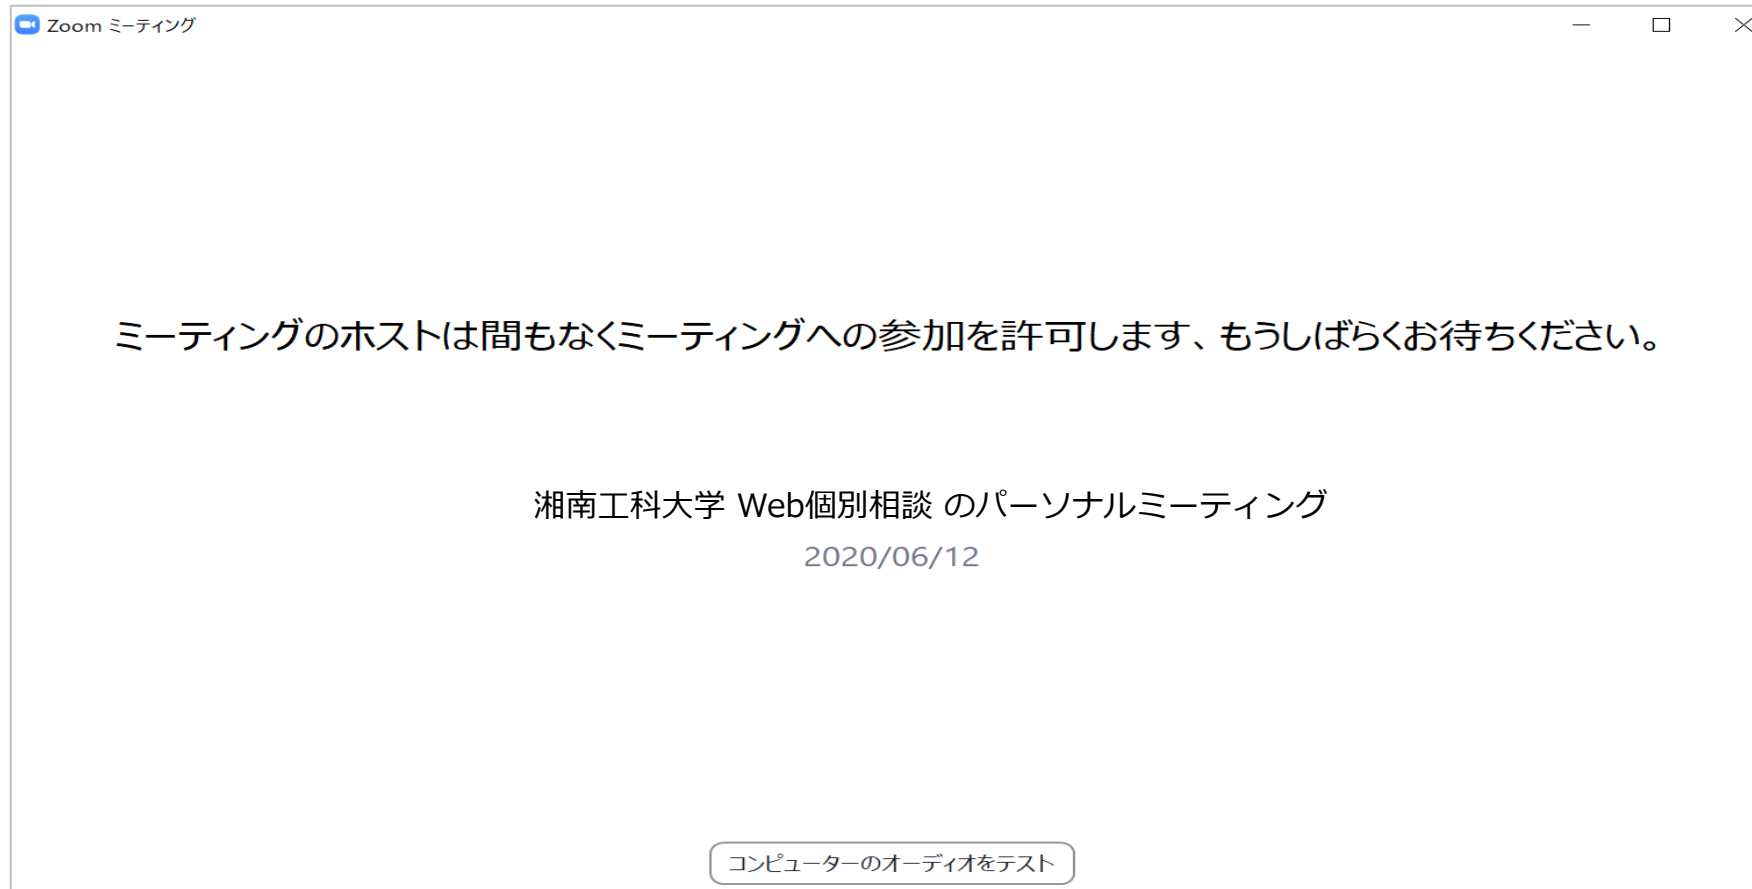 Zoom ミーティング
ミーティングのホストは間もなくミーティングへの参加を許可します、もうしばらくお待ちください。
湘南工科大学 Web個別相談 のパーソナルミーティング
2020/06/12
コンピューターのオーディオをテスト